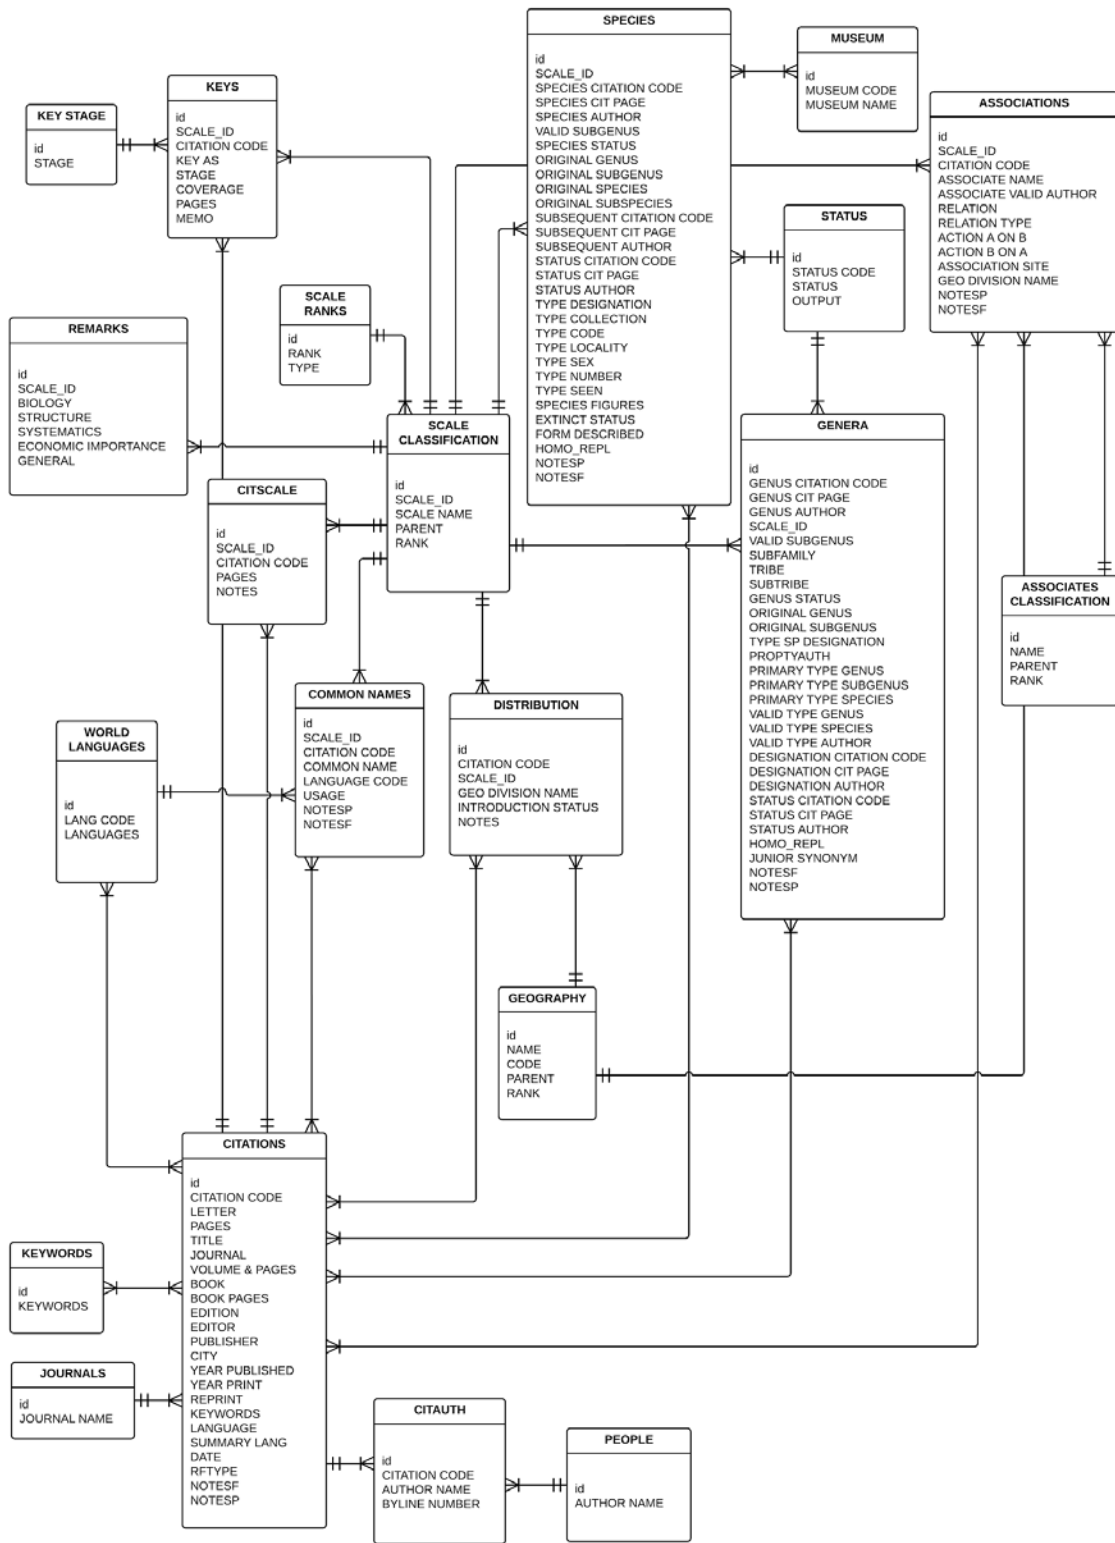 SPECIES
id
SCALE_ID
SPECIES CITATION CODE
SPECIES CIT PAGE
SPECIES AUTHOR
VALID SUBGENUS
SPECIES STATUS
ORIGINAL GENUS
ORIGINAL SUBGENUS
ORIGINAL SPECIES
ORIGINAL SUBSPECIES
SUBSEQUENT CITATION CODE
SUBSEQUENT CIT PAGE
SUBSEQUENT AUTHOR
STATUS CITATION CODE
STATUS CIT PAGE
STATUS AUTHOR
TYPE DESIGNATION
TYPE COLLECTION
TYPE CODE
TYPE LOCALITY
TYPE SEX
TYPE NUMBER
TYPE SEEN
SPECIES FIGURES
EXTINCT STATUS
FORM DESCRIBED
HOMO_REPL
NOTESP
NOTESF
MUSEUM
id
MUSEUM CODE
MUSEUM NAME
KEYS
id
SCALE_ID
CITATION CODE
KEY AS
STAGE
COVERAGE
PAGES
MEMO
KEY STAGE
id
STAGE
ASSOCIATIONS
id
SCALE_ID
CITATION CODE
ASSOCIATE NAME
ASSOCIATE VALID AUTHOR
RELATION
RELATION TYPE
ACTION A ON B
ACTION B ON A
ASSOCIATION SITE
GEO DIVISION NAME
NOTESP
NOTESF
STATUS
id
STATUS CODE
STATUS
OUTPUT
SCALE
RANKS
id
RANK
TYPE
REMARKS
id
SCALE_ID
BIOLOGY
STRUCTURE
SYSTEMATICS
ECONOMIC IMPORTANCE
GENERAL
SCALE
CLASSIFICATION
id
SCALE_ID
SCALE NAME
PARENT
RANK
GENERA
id
GENUS CITATION CODE
GENUS CIT PAGE
GENUS AUTHOR
SCALE_ID
VALID SUBGENUS
SUBFAMILY
TRIBE
SUBTRIBE
GENUS STATUS
ORIGINAL GENUS
ORIGINAL SUBGENUS
TYPE SP DESIGNATION
PROPTYAUTH
PRIMARY TYPE GENUS
PRIMARY TYPE SUBGENUS
PRIMARY TYPE SPECIES
VALID TYPE GENUS
VALID TYPE SPECIES
VALID TYPE AUTHOR
DESIGNATION CITATION CODE
DESIGNATION CIT PAGE
DESIGNATION AUTHOR
STATUS CITATION CODE
STATUS CIT PAGE
STATUS AUTHOR
HOMO_REPL
JUNIOR SYNONYM
NOTESF
NOTESP
CITSCALE
id
SCALE_ID
CITATION CODE
PAGES
NOTES
ASSOCIATES
CLASSIFICATION
id
NAME
PARENT
RANK
COMMON NAMES
id
SCALE_ID
CITATION CODE
COMMON NAME
LANGUAGE CODE
USAGE
NOTESP
NOTESF
DISTRIBUTION
id
CITATION CODE
SCALE_ID
GEO DIVISION NAME
INTRODUCTION STATUS
NOTES
WORLD
LANGUAGES
id
LANG CODE
LANGUAGES
GEOGRAPHY
id
NAME
CODE
PARENT
RANK
CITATIONS
id
CITATION CODE
LETTER
PAGES
TITLE
JOURNAL
VOLUME & PAGES
BOOK
BOOK PAGES
EDITION
EDITOR
PUBLISHER
CITY
YEAR PUBLISHED
YEAR PRINT
REPRINT
KEYWORDS
LANGUAGE
SUMMARY LANG
DATE
RFTYPE
NOTESF
NOTESP
KEYWORDS
id
KEYWORDS
JOURNALS
id
JOURNAL NAME
CITAUTH
id
CITATION CODE
AUTHOR NAME
BYLINE NUMBER
PEOPLE
id
AUTHOR NAME